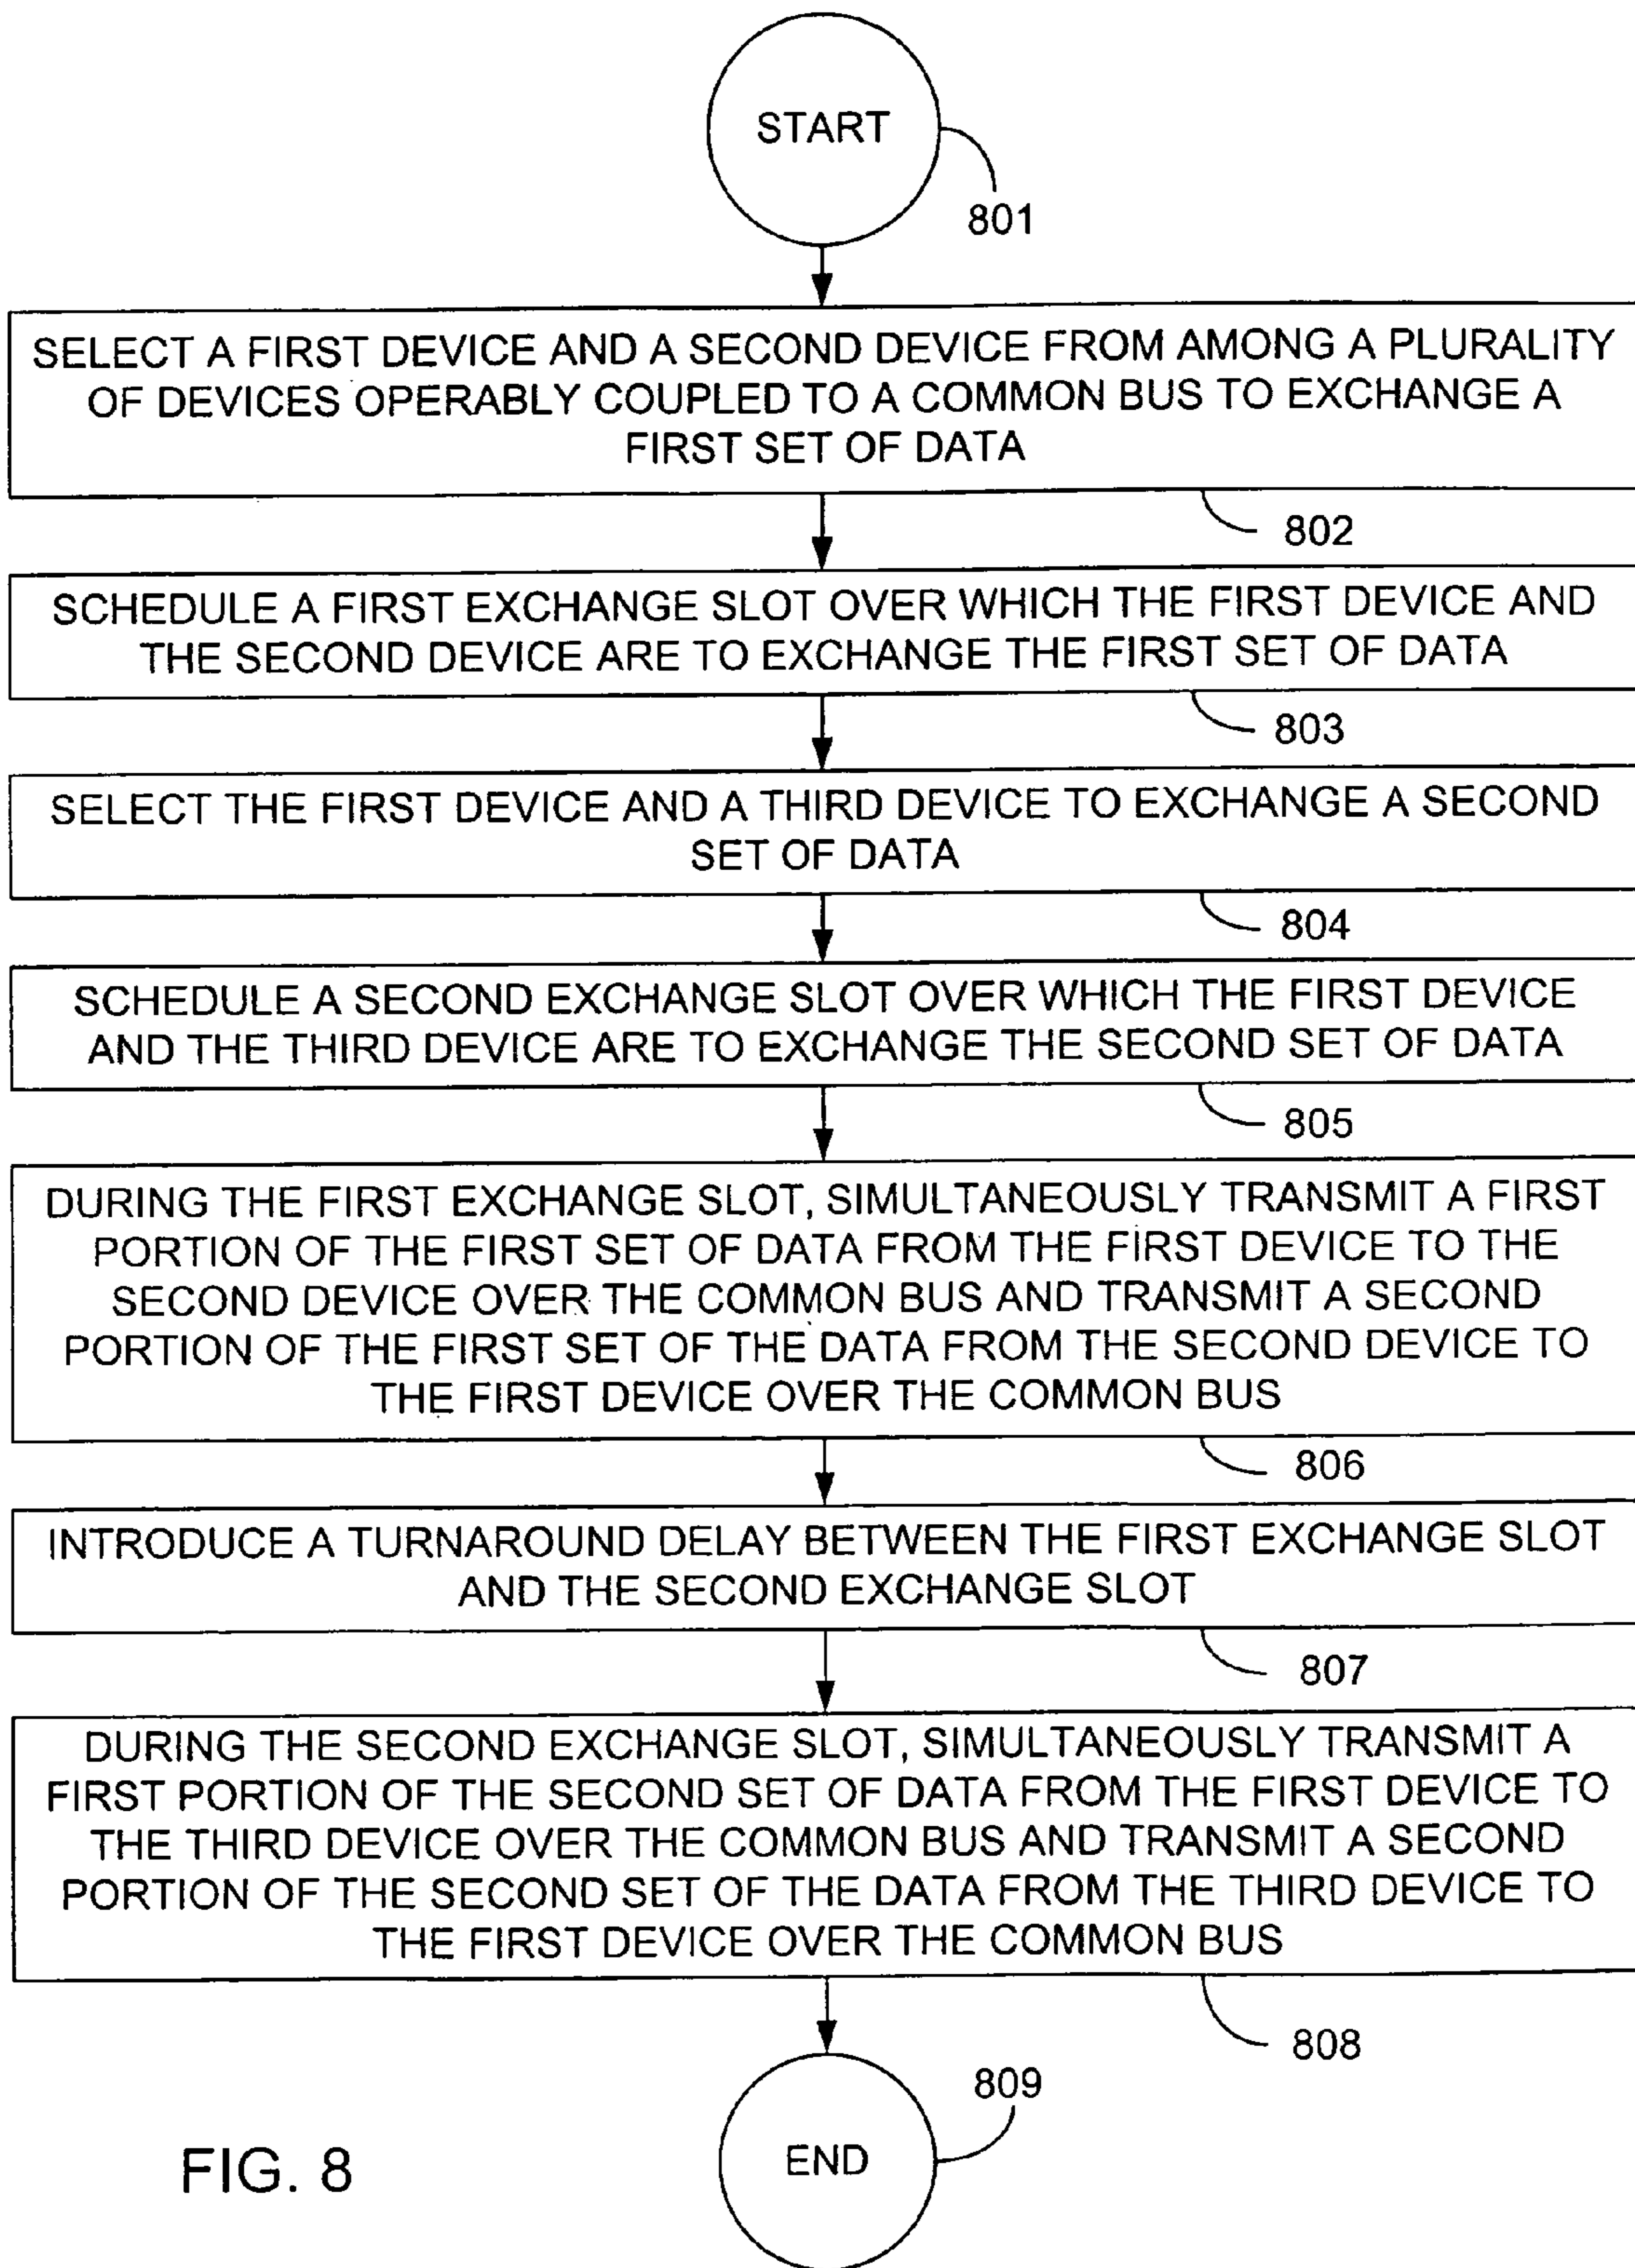 START
801
SELECT A FIRST DEVICE AND A SECOND DEVICE FROM AMONG A PLURALITY
OF DEVICES OPERABLY COUPLED TO A COMMON BUS TO EXCHANGE A
FIRST SET OF DATA
802
SCHEDULE A FIRST EXCHANGE SLOT OVER WHICH THE FIRST DEVICE AND
THE SECOND DEVICE ARE TO EXCHANGE THE FIRST SET OF DATA
803
SELECT THE FIRST DEVICE AND A THIRD DEVICE TO EXCHANGE A SECOND
SET OF DATA
804
SCHEDULE A SECOND EXCHANGE SLOT OVER WHICH THE FIRST DEVICE
AND THE THIRD DEVICE ARE TO EXCHANGE THE SECOND SET OF DATA
805
DURING THE FIRST EXCHANGE SLOT, SIMULTANEOUSLY TRANSMIT A FIRST
PORTION OF THE FIRST SET OF DATA FROM THE FIRST DEVICE TO THE
SECOND DEVICE OVER THE COMMON BUS AND TRANSMIT A SECOND
PORTION OF THE FIRST SET OF THE DATA FROM THE SECOND DEVICE TO
THE FIRST DEVICE OVER THE COMMON BUS
806
INTRODUCE A TURNAROUND DELAY BETWEEN THE FIRST EXCHANGE SLOT
AND THE SECOND EXCHANGE SLOT
807
DURING THE SECOND EXCHANGE SLOT, SIMULTANEOUSLY TRANSMIT A
FIRST PORTION OF THE SECOND SET OF DATA FROM THE FIRST DEVICE TO
THE THIRD DEVICE OVER THE COMMON BUS AND TRANSMIT A SECOND
PORTION OF THE SECOND SET OF THE DATA FROM THE THIRD DEVICE TO
THE FIRST DEVICE OVER THE COMMON BUS
808
809
END
FIG. 8